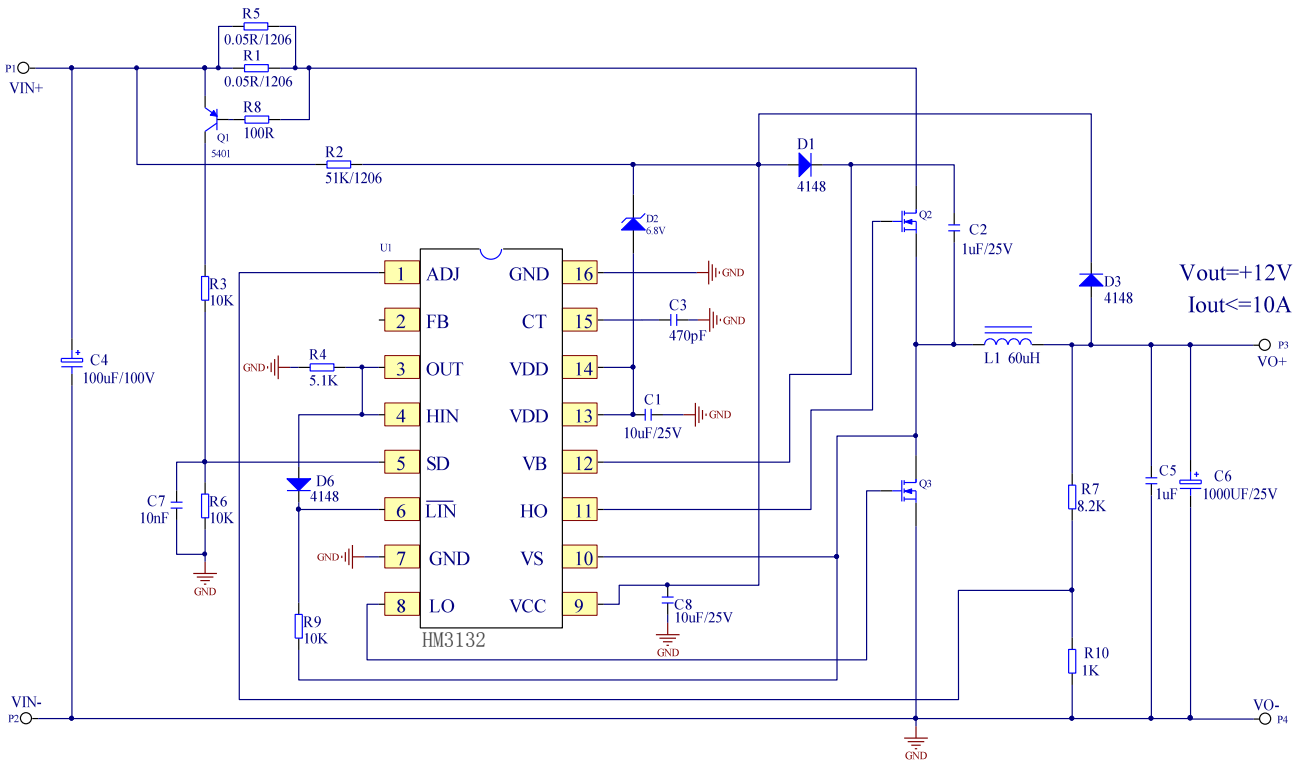 R5
0.05R/1206
R1
0.05R/1206
P1
VIN+
R8
100R
Q1
5401
R2
51K/1206
D1
4148
D2
6.8V
Q2
C2
1uF/25V
U1
1 ADJ GND 16
GND
2 FB CT 15
C3
470pF
GND
3 OUT VDD 14
4 HIN VDD 13
5 SD VB 12
6 LIN HO 11
7 GND VS 10
8 LO VCC 9
HM3132
R3
10K
D3
4148
Vout=+12V
Iout<=10A
C4
100uF/100V
GND
R4
5.1K
L1 60uH
P3
VO+
C1
10uF/25V
GND
D6
4148
C7
10nF
R6
10K
GND
GND
Q3
R7
8.2K
C5
1uF
C6
1000UF/25V
C8
10uF/25V
GND
R9
10K
R10
1K
VIN-
P2
VO-
P4
GND